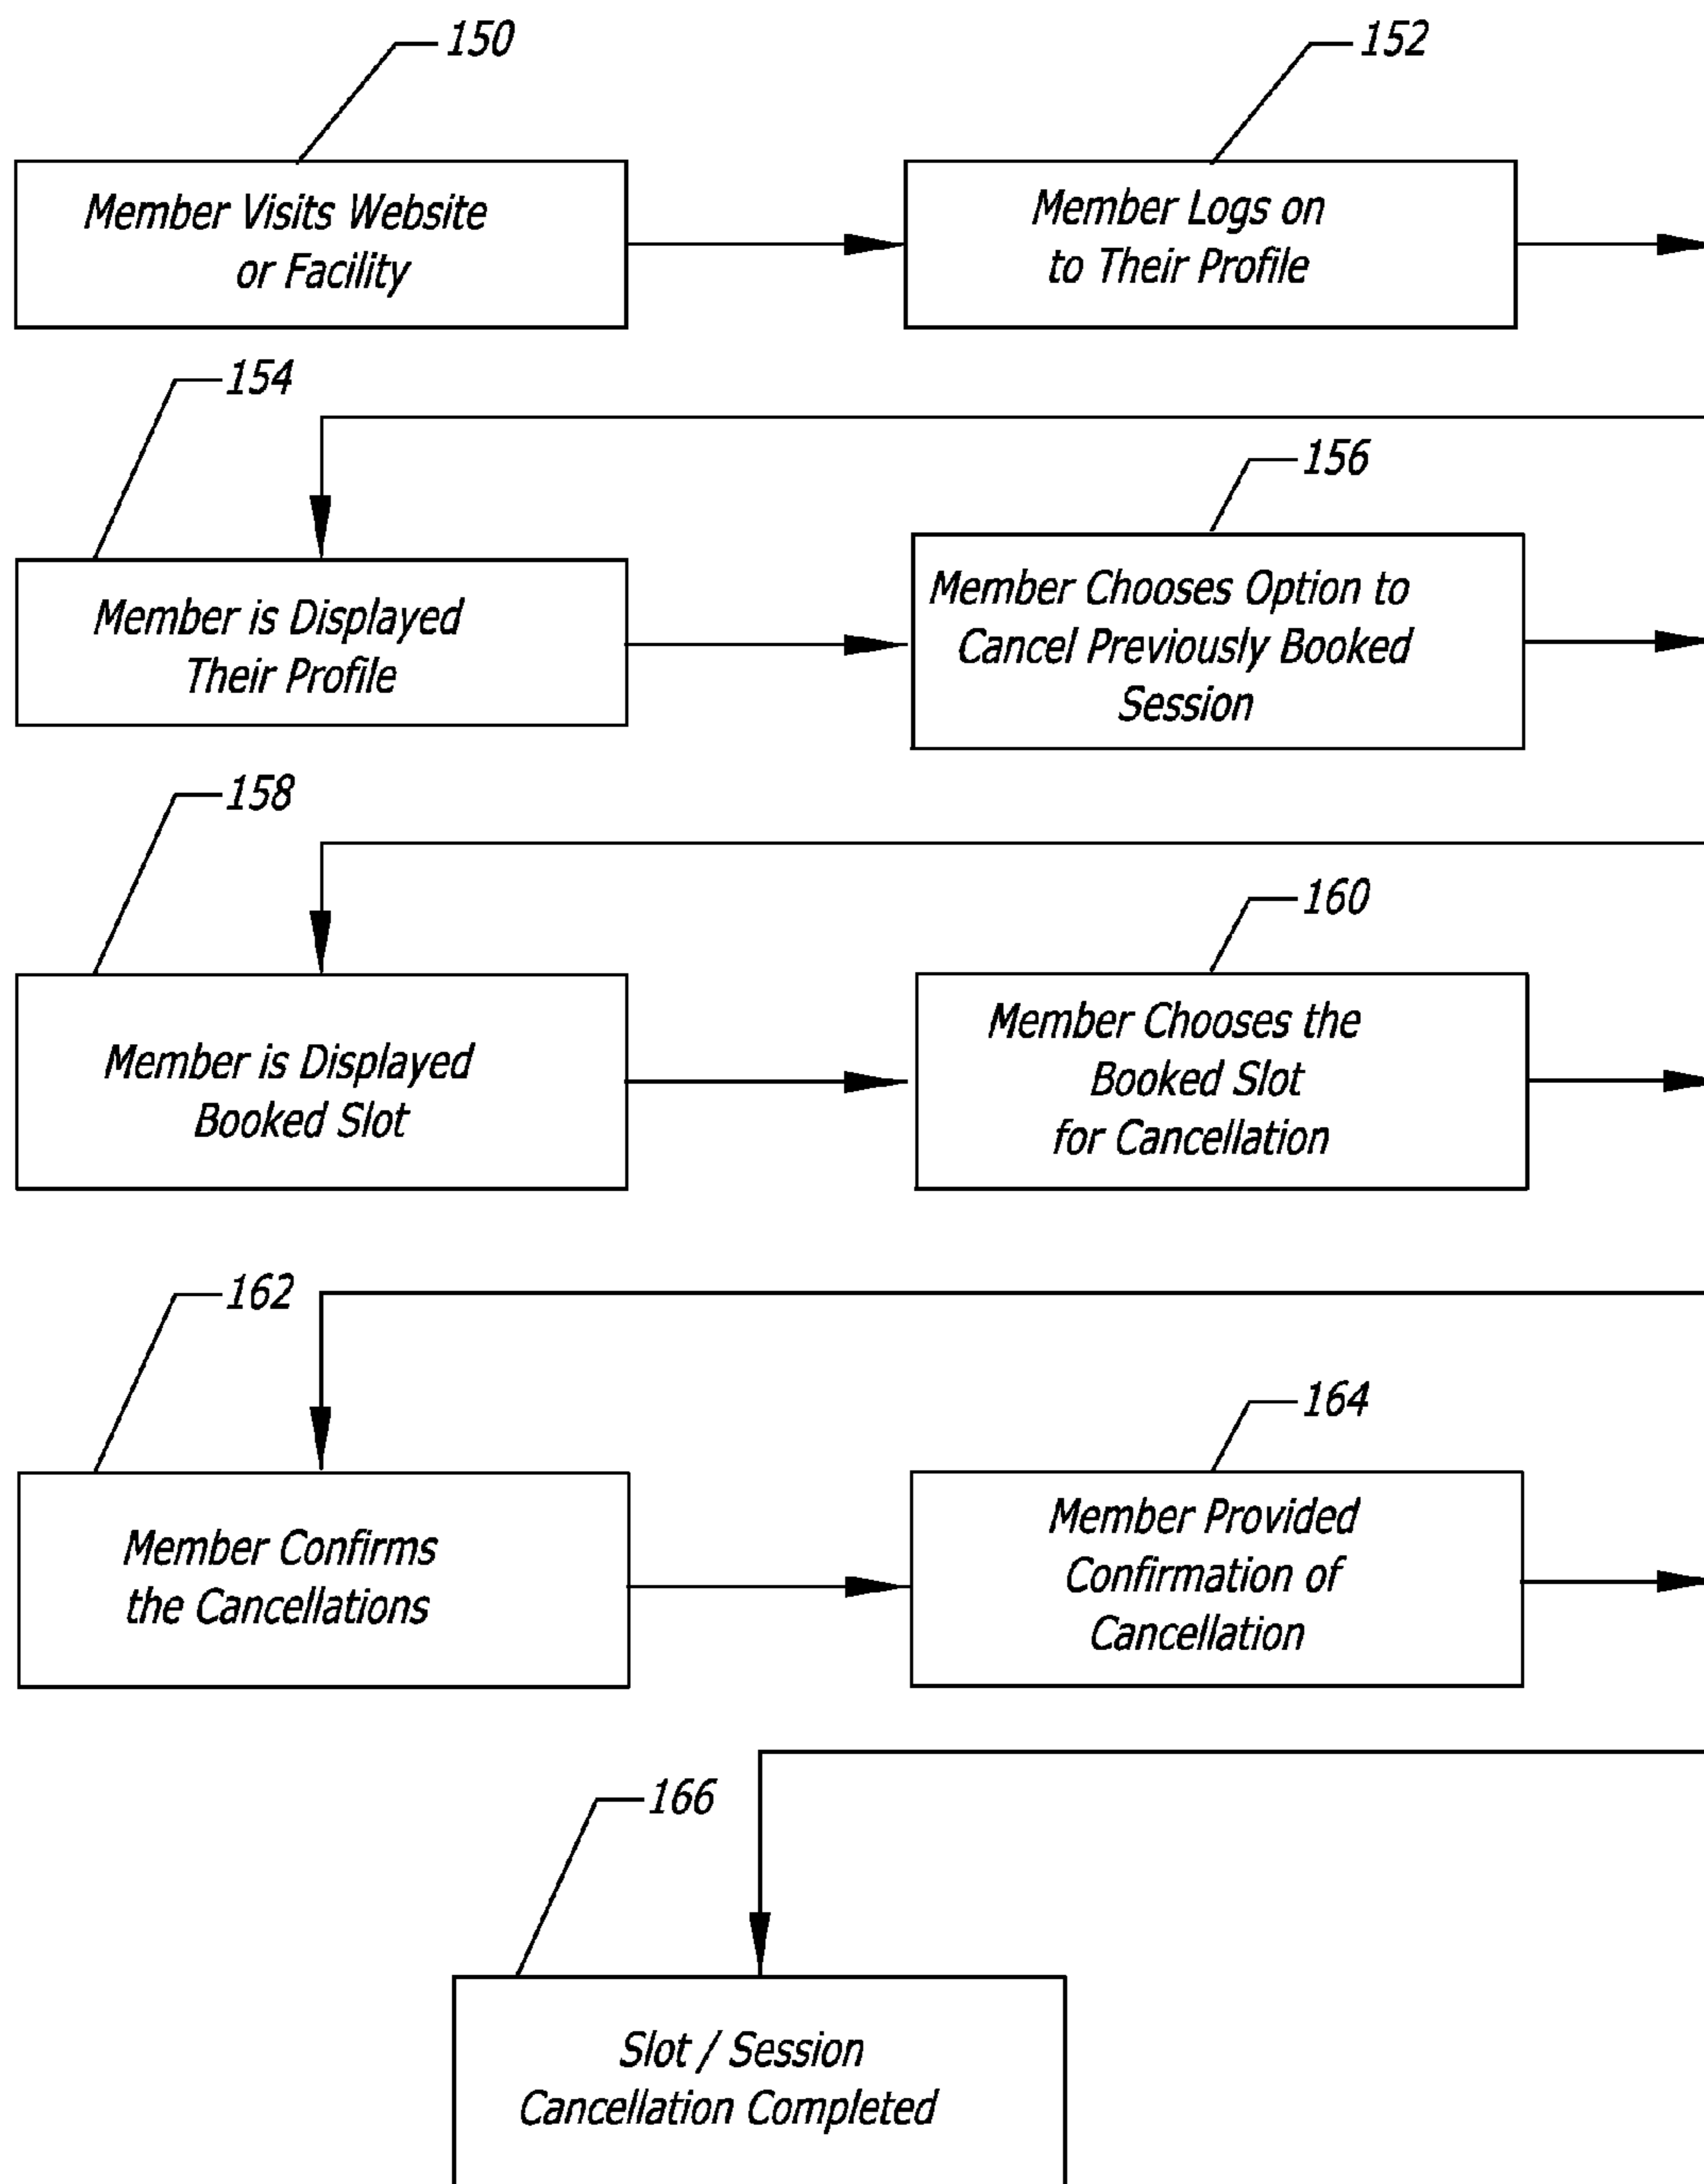 150
152
Member Visits Website
or Facility
Member Logs on
to Their Profile
154
156
Member is Displayed
Their Profile
Member Chooses Option to
Cancel Previously Booked
Session
158
160
Member is Displayed
Booked Slot
Member Chooses the
Booked Slot
for Cancellation
162
164
Member Confirms
the Cancellations
Member Provided
Confirmation of
Cancellation
166
Slot / Session
Cancellation Completed